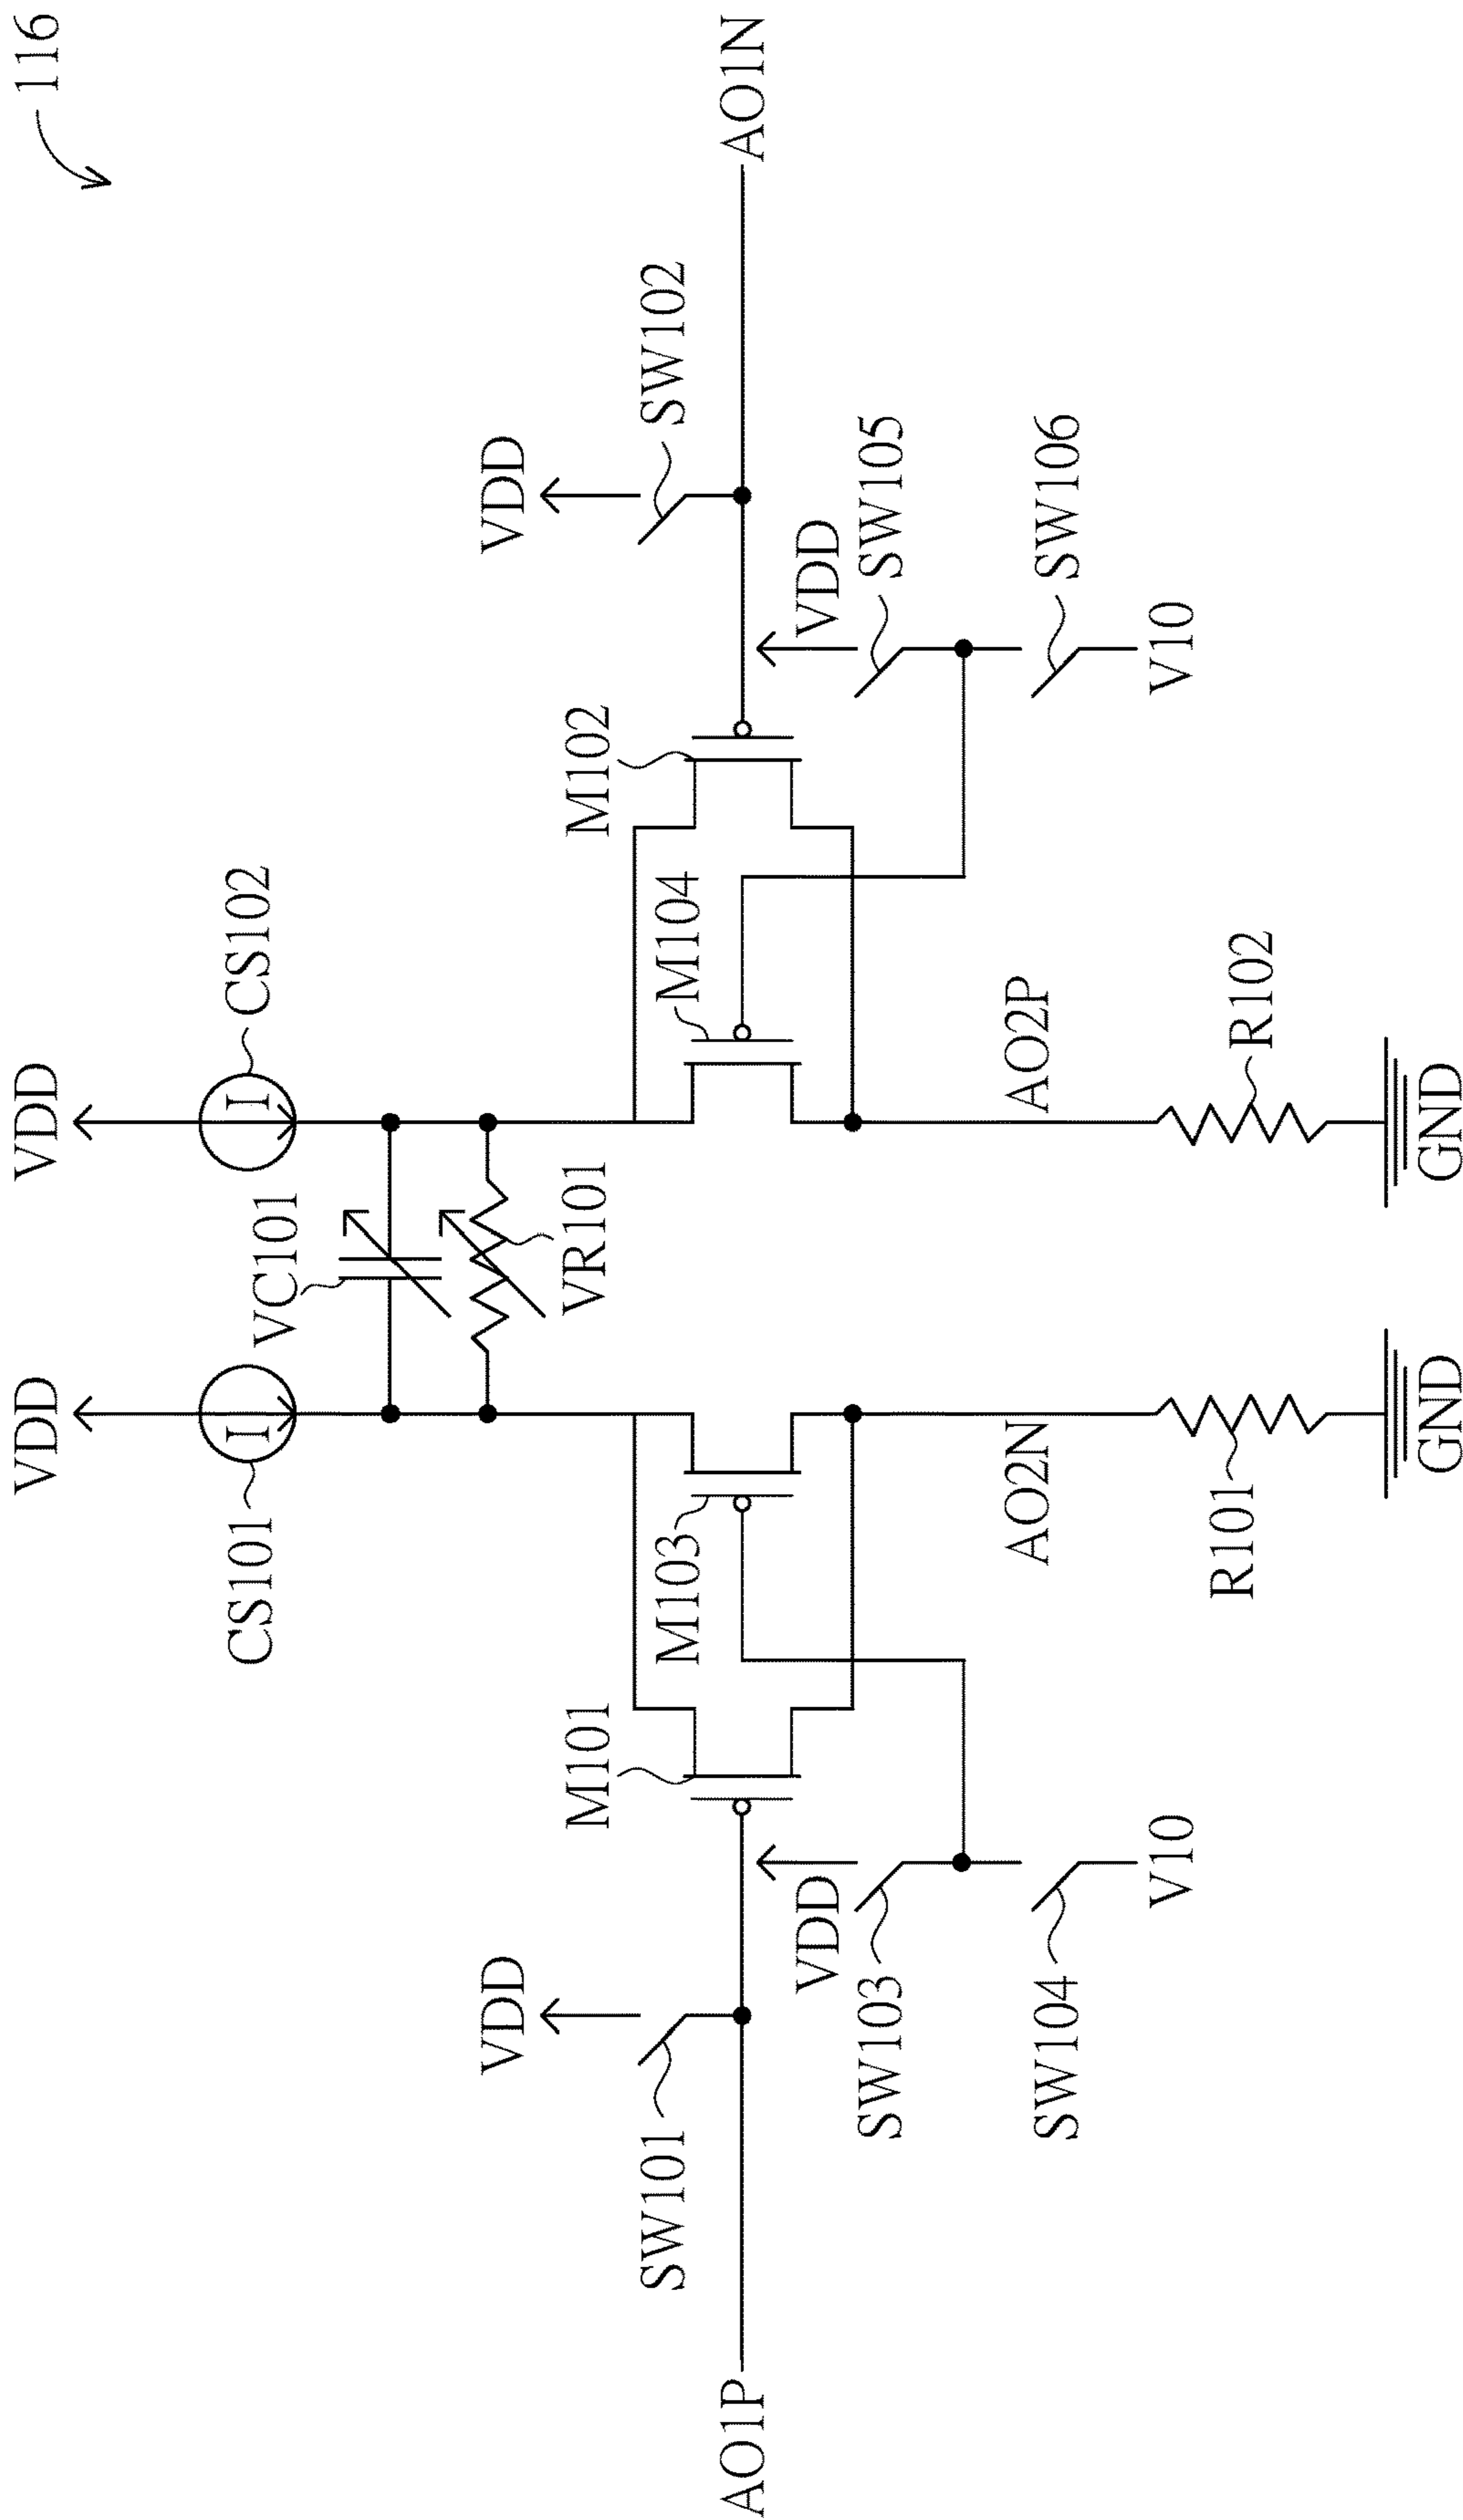 116
VDD
VDD
CS101
CS102
VC101
VR101
VDD
VDD
SW101
SW102
M101
M102
M103
M104
AO1P
AO1N
VDD
VDD
SW103
SW105
AO2N
AO2P
SW104
SW106
V10
V10
R101
R102
GND
GND